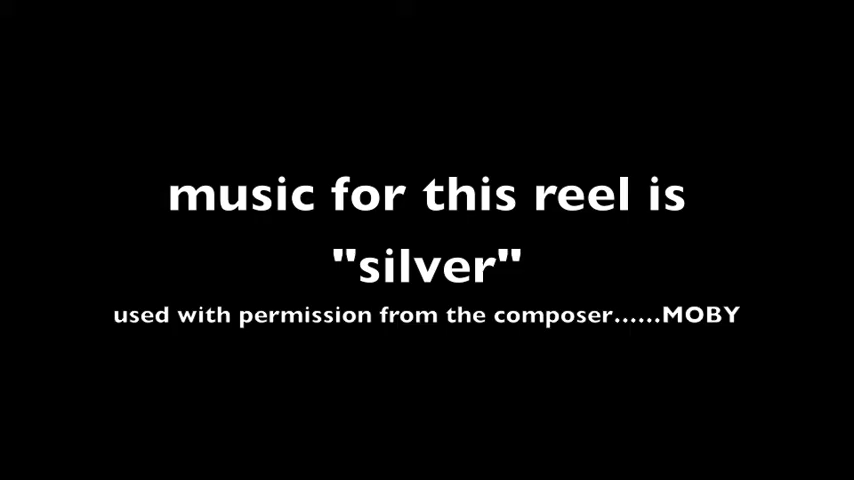 music for this reel is
"silver"
used with permission from the composer......MOBY